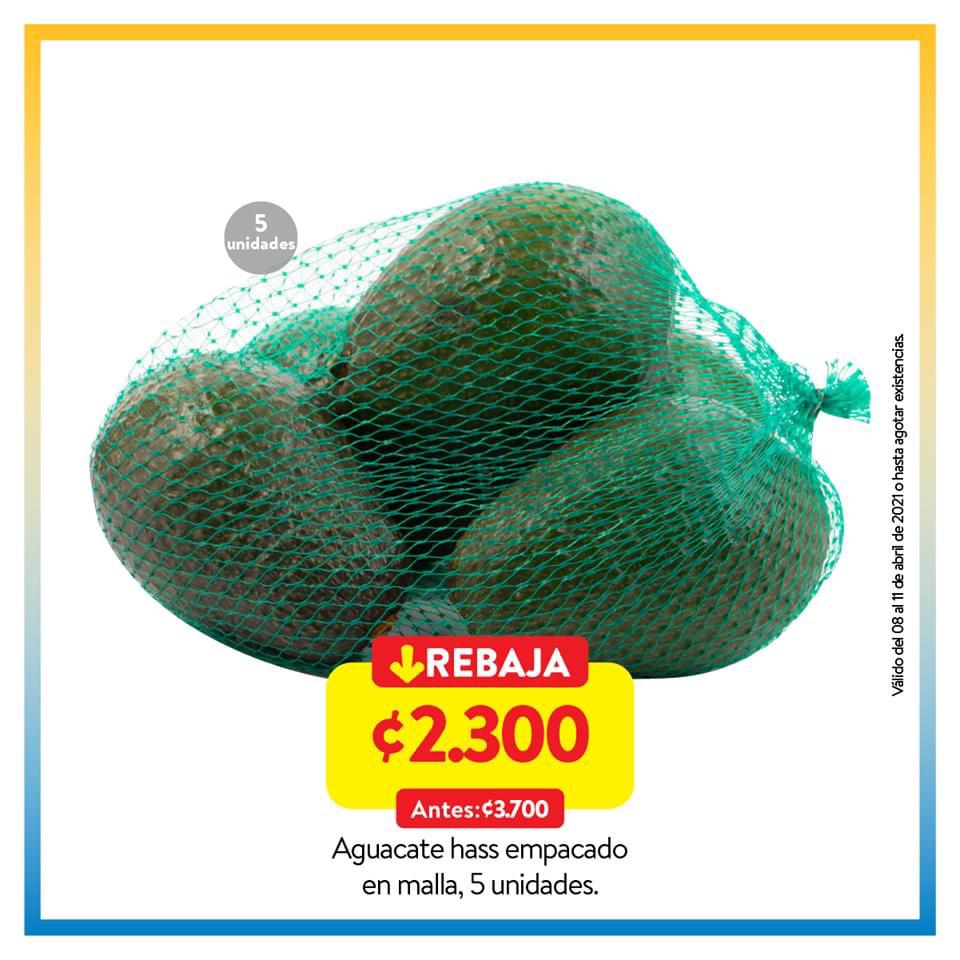 5
unidades
REBAJA
¢2.300
Antes:¢3.700
Aguacate hass empacado
en malla, 5 unidades.
Válido del 08 al 11 de abril de 2021 o hasta agotar existencias.